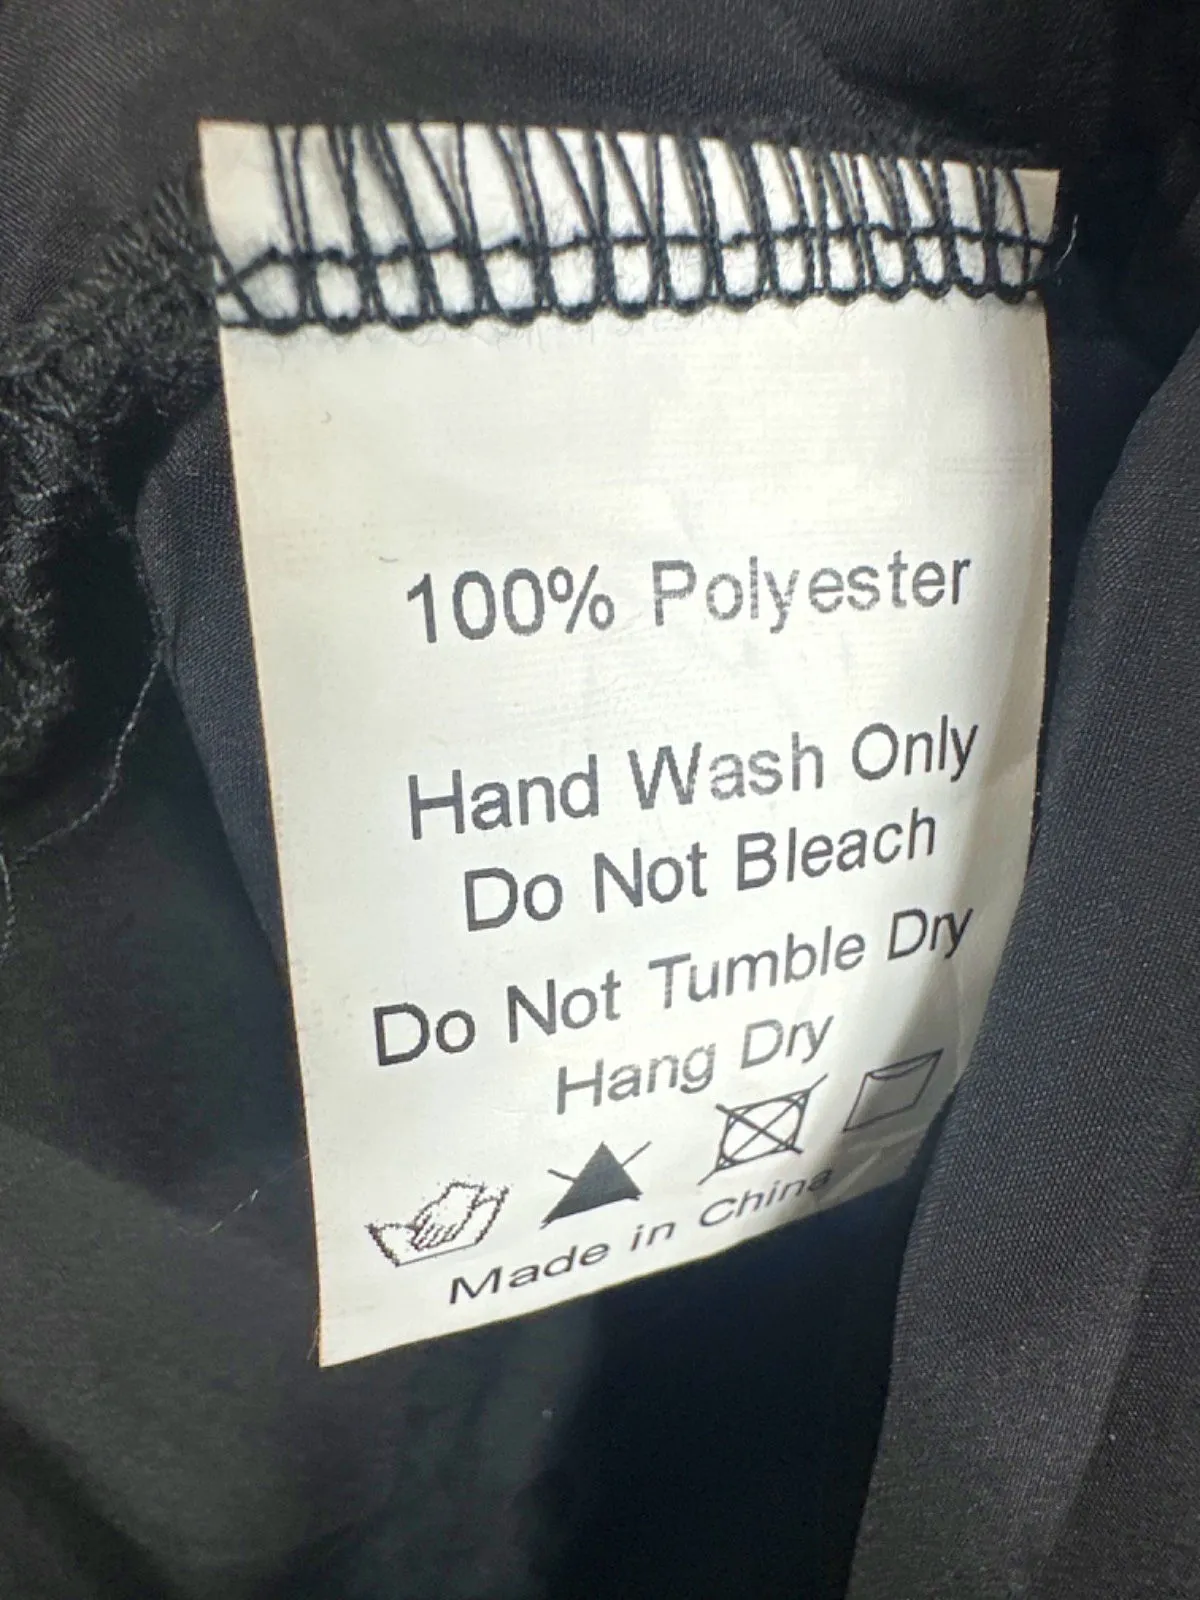 100% Polyester
Hand Wash Only
Do Not Bleach
Do Not Tumble Dry
Hang Dry
Made in China